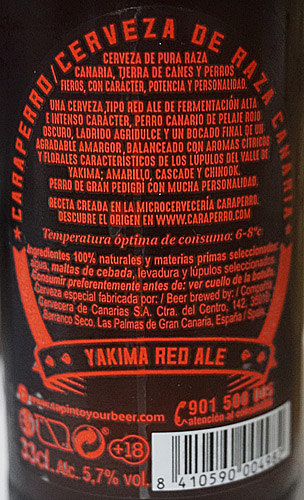 CARAPERRO / CERVEZA DE RAZA CANARIA
CERVEZA DE PURA RAZA
CANARIA, TIERRA DE CANES Y PERROS
FIEROS, CON CARÁCTER, POTENCIA Y PERSONALIDAD.
UNA CERVEZA, TIPO RED ALE DE FERMENTACIÓN ALTA
E INTENSO CARÁCTER, PERRO CANARIO DE PELAJE ROJO
OSCURO, LADRIDO AGRIDULCE Y UN BOCADO FINAL DE UN
AGRADABLE AMARGOR, BALANCEADO CON AROMAS CÍTRICOS
Y FLORALES CARACTERÍSTICOS DE LOS LÚPULOS DEL VALLE DE
YAKIMA; AMARILLO, CASCADE Y CHINOOK.
PERRO DE GRAN PEDIGRÍ CON MUCHA PERSONALIDAD.
RECETA CREADA EN LA MICROCERVECERÍA CARAPERRO.
DESCUBRE EL ORIGEN EN WWW.CARAPERRO.COM
Temperatura óptima de consumo: 6-8ºc.
Ingredientes 100% naturales y materias primas seleccionadas:
agua, maltas de cebada, levadura y lúpulos seleccionados.
Consumir preferentemente antes de: ver cuello de la botella.
Cerveza especial fabricada por: / Beer brewed by: / Compañía
Cervecera de Canarias S.A. Ctra. del Centro, 142,
Barranco Seco, Las Palmas de Gran Canaria, España / Spain.
YAKIMA RED ALE
tapintoyourbeer.com
901 500
atención al
+18
33cl. Alc. 5,7% vol.
8 410590 00498